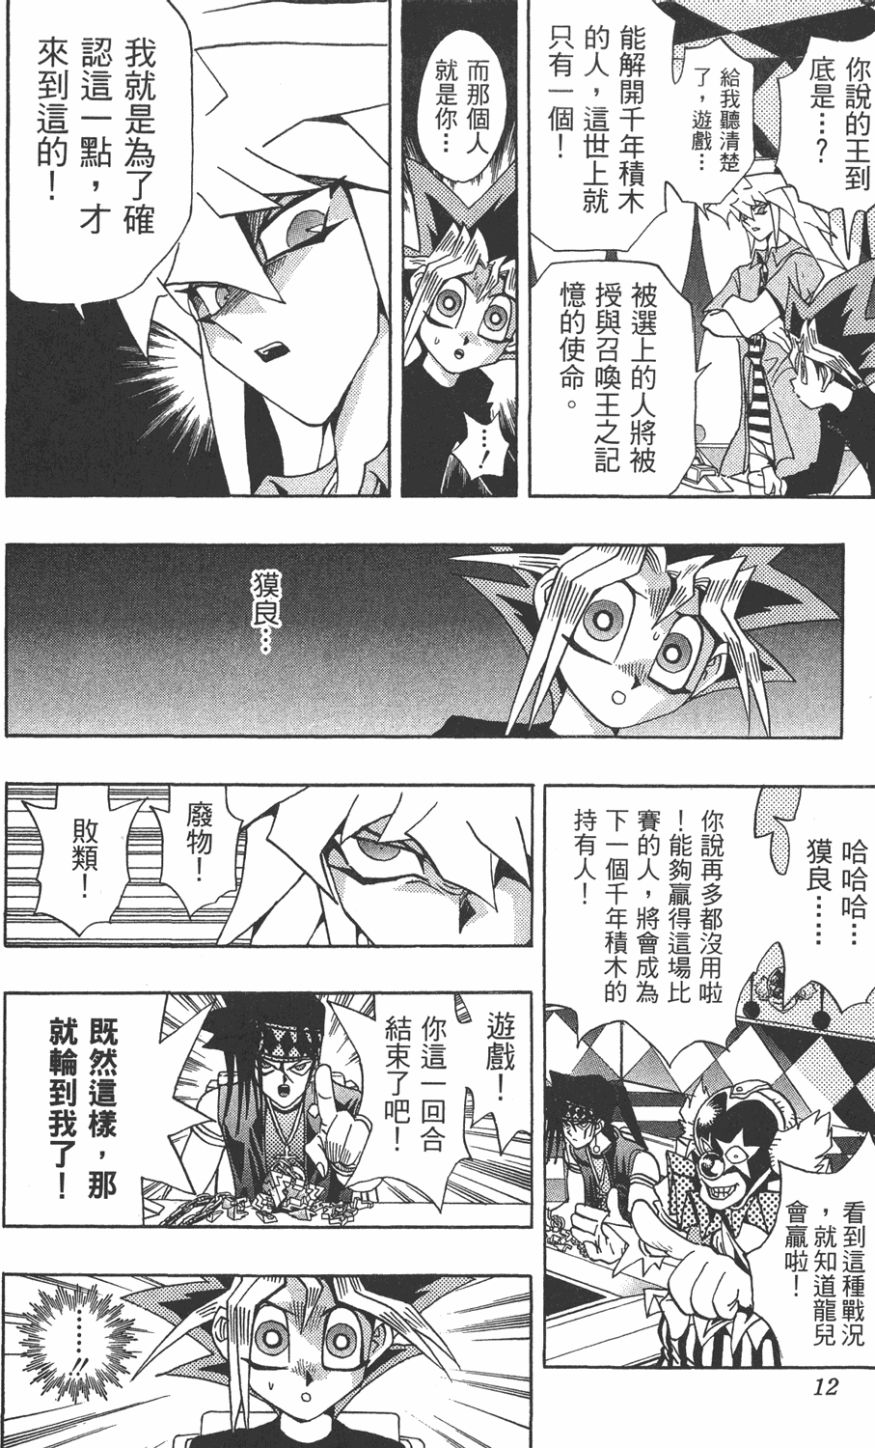 你說的王到
底是…?
給我聽清楚
了，遊戲…
能解開千年積木
的人，這世上就
只有一個！
被選上的人將被
授與召喚王之記
憶的使命。
而那個人
就是你…
…!
我就是為了確
認這一點，才
來到這的！
獏良…
哈哈哈…
獏良……
你說再多都沒用啦
！能夠贏得這場比
賽的人，將會成為
下一個千年積木的
持有人！
看到這種戰況
，就知道龍兒
會贏啦！
廢物！
敗類！
遊戲！
你這一回合
結束了吧！
既然這樣，那
就輪到我了！
……!!
12